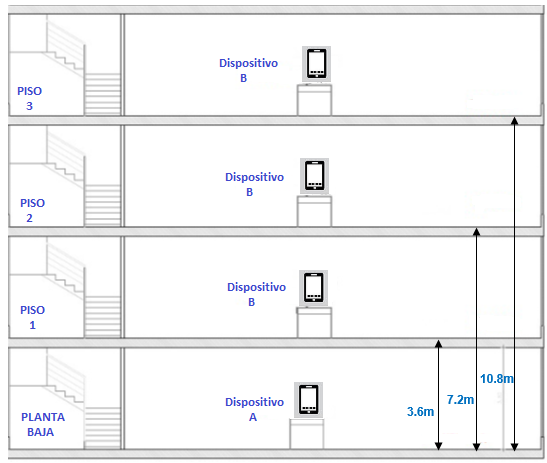 Dispositivo
B
PISO
3
Dispositivo
B
PISO
2
Dispositivo
B
PISO
1
10.8m
7.2m
3.6m
Dispositivo
A
PLANTA
BAJA